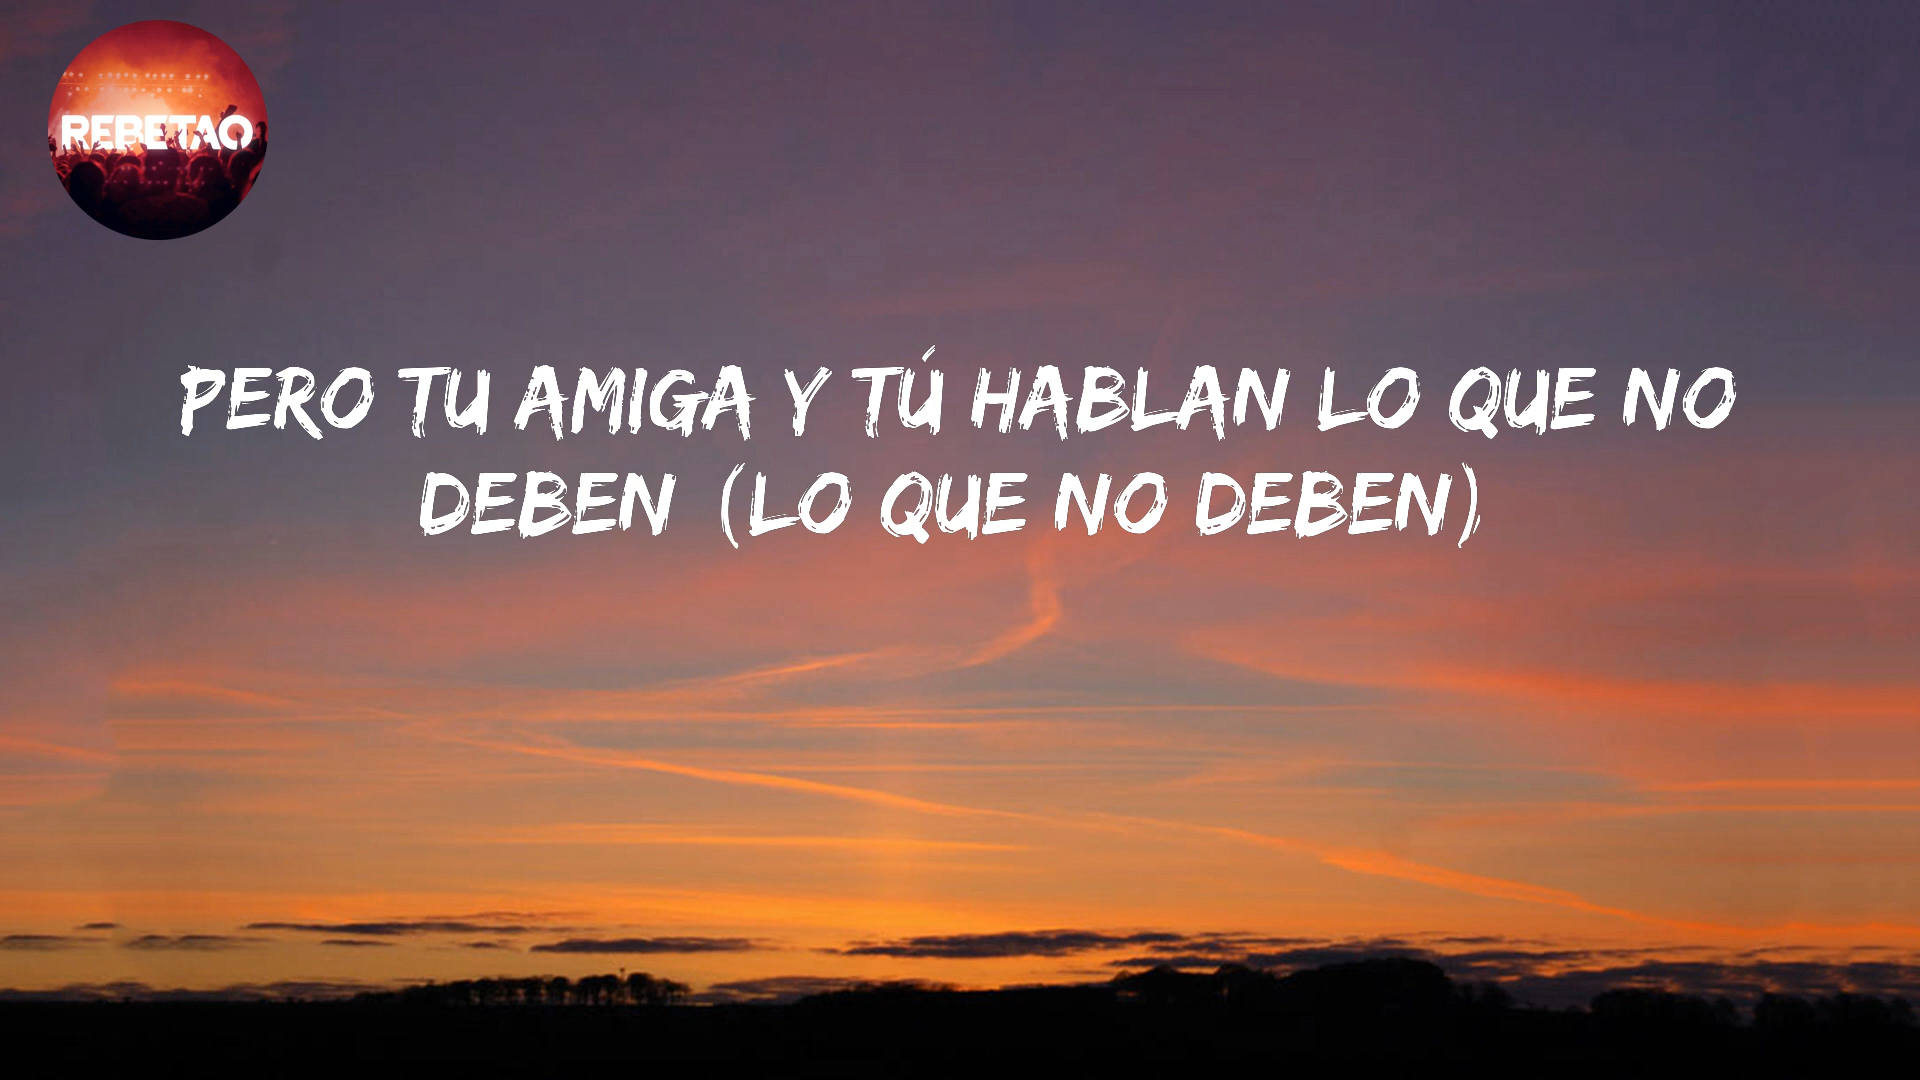 REBETAO
PERO TU AMIGA Y TÚ HABLAN LO QUE NO
DEBEN (LO QUE NO DEBEN)